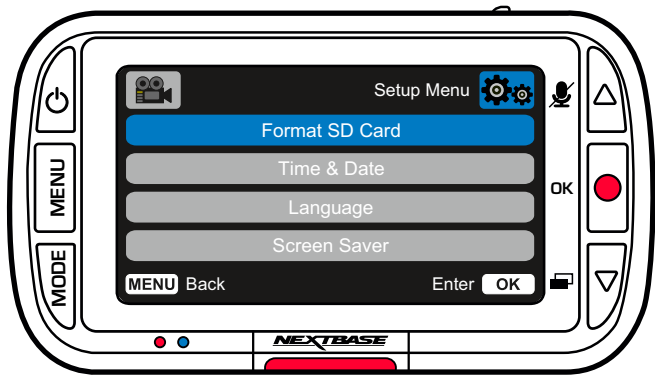 Setup Menu
Format SD Card
Time & Date
Language
Screen Saver
MENU Back
Enter OK
MENU
MODE
OK
NEXTBASE